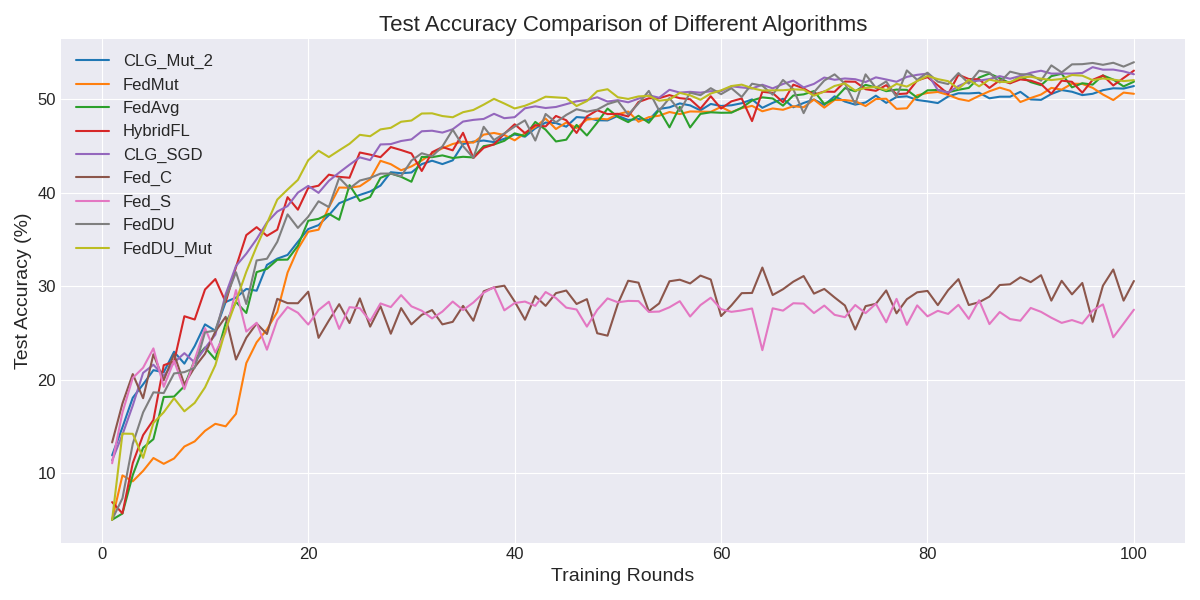 Test Accuracy Comparison of Different Algorithms
CLG_Mut_2
FedMut
FedAvg
HybridFL
CLG_SGD
Fed_C
Fed_S
FedDU
FedDU_Mut
Test Accuracy (%)
50
40
30
20
10
0 20 40 60 80 100
Training Rounds